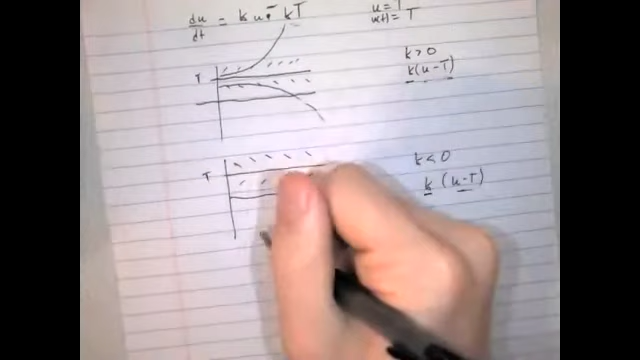 du/dt = ku - kT
u = T
u(t) = T
T
k > 0
k(u-T)
T
k < 0
k (u-T)